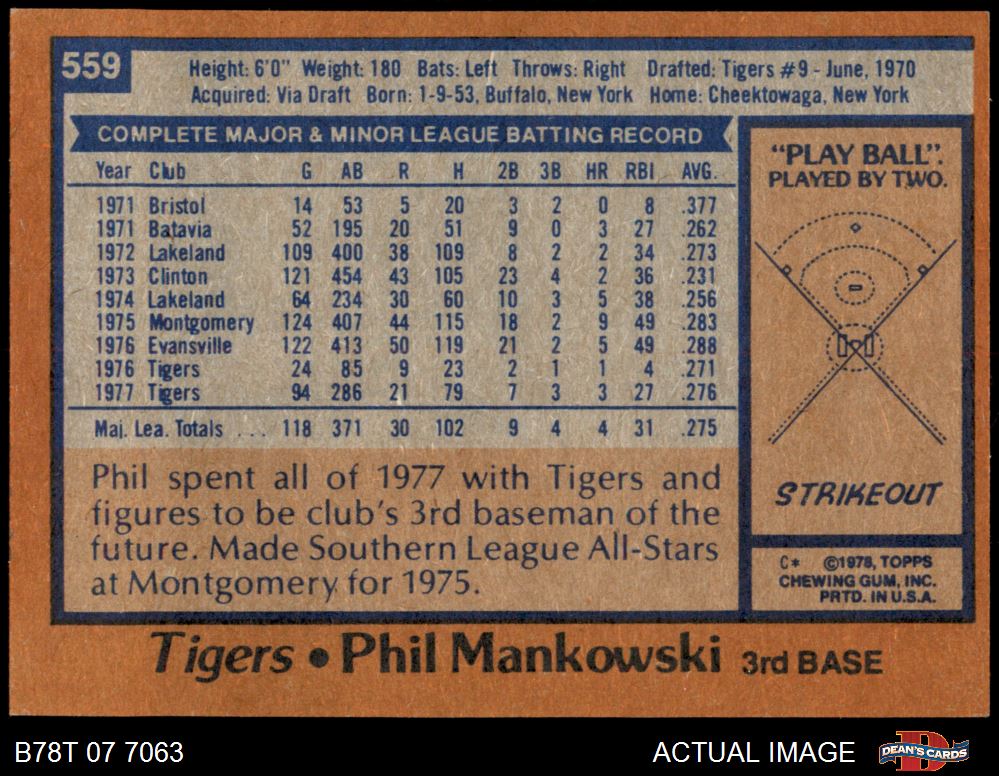 559
Height: 6'0" Weight: 180 Bats: Left Throws: Right Drafted: Tigers #9 - June, 1970
Acquired: Via Draft Born: 1-9-53, Buffalo, New York Home: Cheektowaga, New York
COMPLETE MAJOR & MINOR LEAGUE BATTING RECORD
Year Club G AB R H 2B 3B HR RBI AVG.
1971 Bristol 14 53 5 20 3 2 0 8 .377
1971 Batavia 52 195 20 51 9 0 3 27 .262
1972 Lakeland 109 400 38 109 8 2 2 34 .273
1973 Clinton 121 454 43 105 23 4 2 36 .231
1974 Lakeland 64 234 30 60 10 3 5 38 .256
1975 Montgomery 124 407 44 115 18 2 9 49 .283
1976 Evansville 122 413 50 119 21 2 5 49 .288
1976 Tigers 24 85 9 23 2 1 1 4 .271
1977 Tigers 94 286 21 79 7 3 3 27 .276
Maj. Lea. Totals ... 118 371 30 102 9 4 4 31 .275
Phil spent all of 1977 with Tigers and
figures to be club's 3rd baseman of the
future. Made Southern League All-Stars
at Montgomery for 1975.
"PLAY BALL".
PLAYED BY TWO.
STRIKEOUT
C* ©1978, TOPPS
CHEWING GUM, INC.
PRTD. IN U.S.A.
Tigers • Phil Mankowski 3rd BASE
B78T 07 7063
ACTUAL IMAGE
DEAN'S CARDS